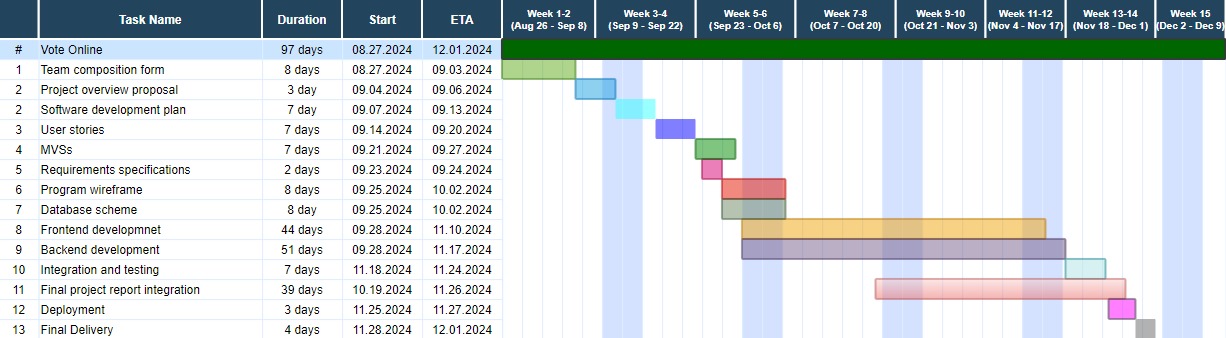 Task Name Duration Start ETA Week 1-2 Week 3-4 Week 5-6 Week 7-8 Week 9-10 Week 11-12 Week 13-14 Week 15
(Aug 26 - Sep 8) (Sep 9 - Sep 22) (Sep 23 - Oct 6) (Oct 7 - Oct 20) (Oct 21 - Nov 3) (Nov 4 - Nov 17) (Nov 18 - Dec 1) (Dec 2 - Dec 9)
# Vote Online 97 days 08.27.2024 12.01.2024
1 Team composition form 8 days 08.27.2024 09.03.2024
2 Project overview proposal 3 day 09.04.2024 09.06.2024
2 Software development plan 7 day 09.07.2024 09.13.2024
3 User stories 7 days 09.14.2024 09.20.2024
4 MVSs 7 days 09.21.2024 09.27.2024
5 Requirements specifications 2 days 09.23.2024 09.24.2024
6 Program wireframe 8 days 09.25.2024 10.02.2024
7 Database scheme 8 day 09.25.2024 10.02.2024
8 Frontend developmnet 44 days 09.28.2024 11.10.2024
9 Backend development 51 days 09.28.2024 11.17.2024
10 Integration and testing 7 days 11.18.2024 11.24.2024
11 Final project report integration 39 days 10.19.2024 11.26.2024
12 Deployment 3 days 11.25.2024 11.27.2024
13 Final Delivery 4 days 11.28.2024 12.01.2024